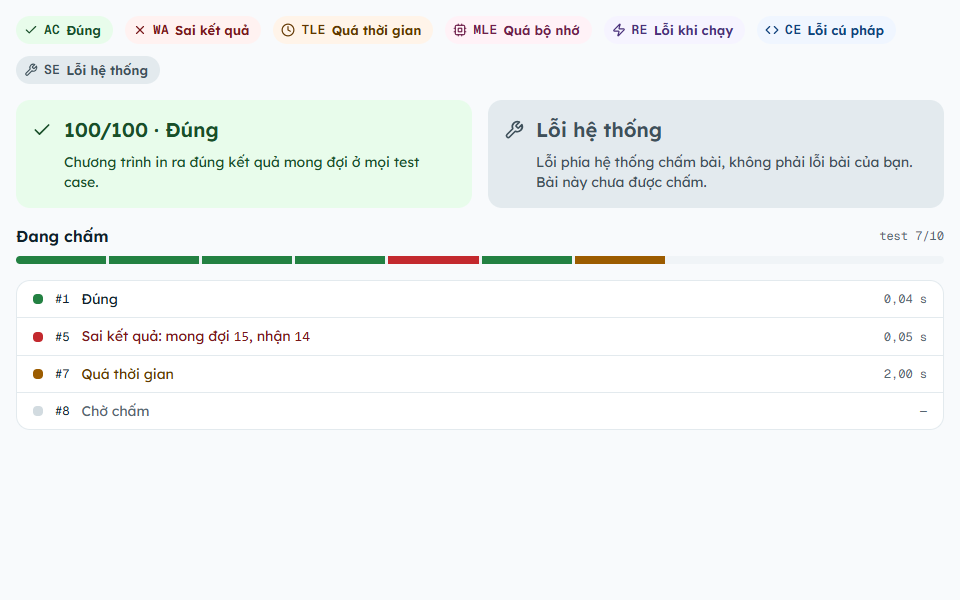 AC Đúng
WA Sai kết quả
TLE Quá thời gian
MLE Quá bộ nhớ
RE Lỗi khi chạy
CE Lỗi cú pháp
SE Lỗi hệ thống
100/100 · Đúng
Chương trình in ra đúng kết quả mong đợi ở mọi test
case.
Lỗi hệ thống
Lỗi phía hệ thống chấm bài, không phải lỗi bài của bạn.
Bài này chưa được chấm.
Đang chấm
test 7/10
#1 Đúng 0,04 s
#5 Sai kết quả: mong đợi 15, nhận 14 0,05 s
#7 Quá thời gian 2,00 s
#8 Chờ chấm –